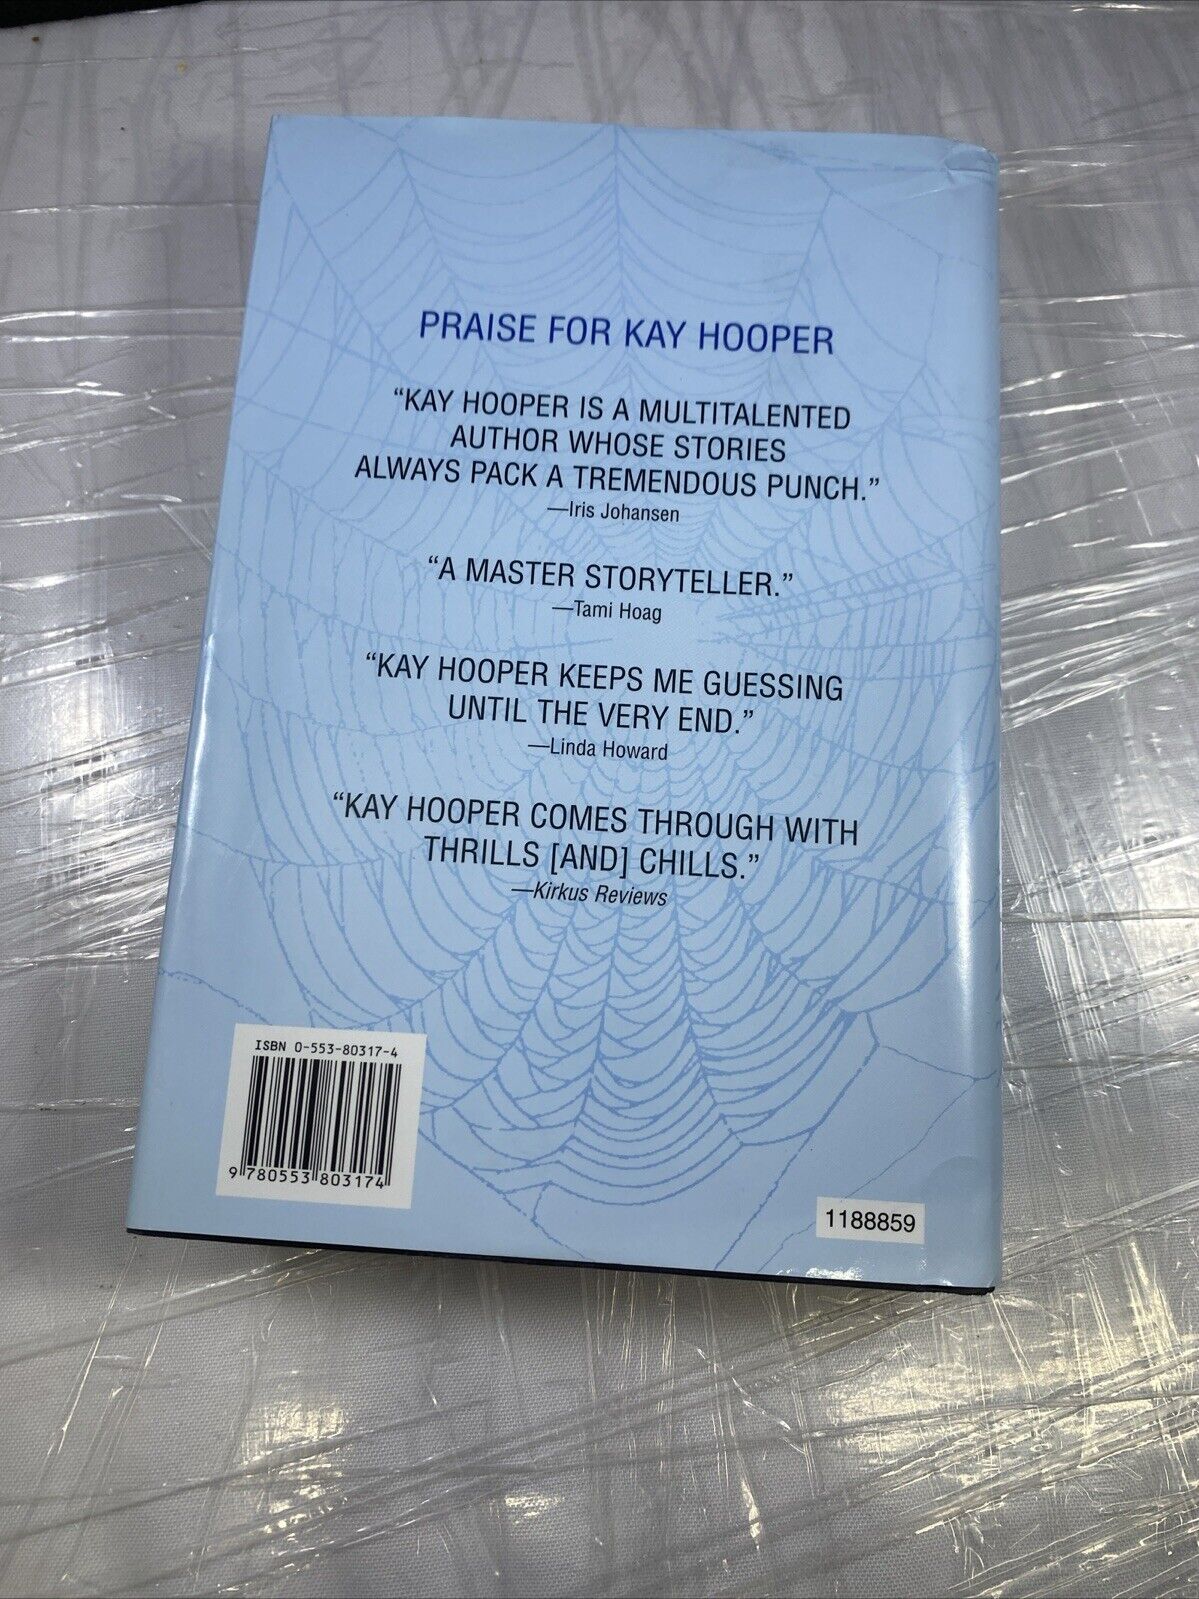 PRAISE FOR KAY HOOPER
“KAY HOOPER IS A MULTITALENTED
AUTHOR WHOSE STORIES
ALWAYS PACK A TREMENDOUS PUNCH.”
—Iris Johansen
“A MASTER STORYTELLER.”
—Tami Hoag
“KAY HOOPER KEEPS ME GUESSING
UNTIL THE VERY END.”
—Linda Howard
“KAY HOOPER COMES THROUGH WITH
THRILLS [AND] CHILLS.”
—Kirkus Reviews
ISBN 0-553-80317-4
9 780553 803174
1188859